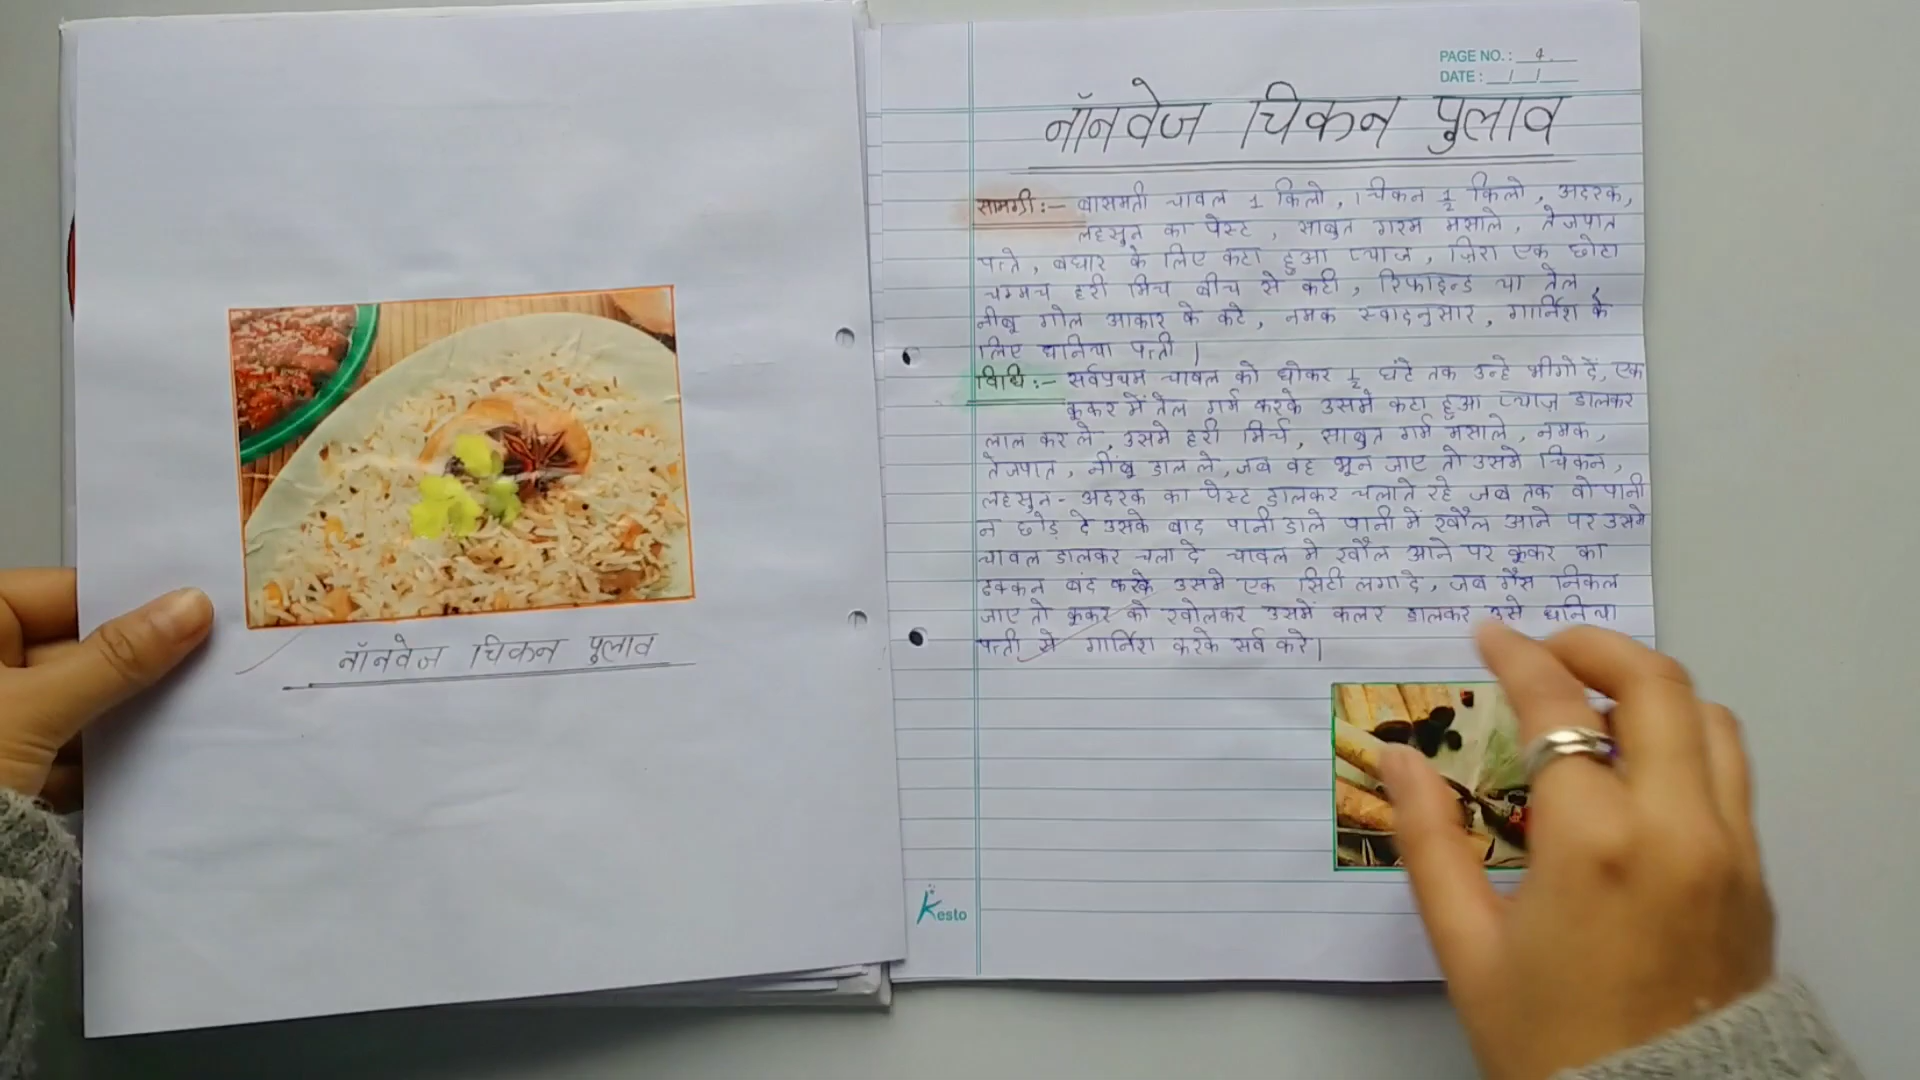 नॉनवेज चिकन पुलाव
PAGE NO.: 4
DATE: / /
नॉनवेज चिकन पुलाव
सामग्री :- बासमती चावल 1 किलो, चिकन 1/2 किलो, अदरक,
लहसुन का पेस्ट, साबुत गरम मसाले, तेजपात
पत्ते, बघार के लिए कटा हुआ प्याज, जिरा एक छोटा
चम्मच हरी मिच बीच से कटी, रिफाइन्ड या तेल,
नीबू गोल आकार के कटे, नमक स्वादनुसार, गार्निश के
लिए धनिया पत्ती।
विधि :- सर्वप्रथम चावल को धोकर 1/2 घंटे तक उन्हे भीगो दें, एक
कूकर में तेल गर्म करके उसमे कटा हुआ प्याज़ डालकर
लाल कर ले, उसमे हरी मिर्च, साबुत गर्म मसाले, नमक,
तेजपात, नींबू डाल ले, जब वह भून जाए तो उसमे चिकन,
लहसुन-अदरक का पेस्ट डालकर चलाते रहे जब तक वो पानी
न छोड़ दे उसके बाद पानी डाले पानी में खौल आने पर उसमे
चावल डालकर चला दे चावल मे खौल आने पर कूकर का
ढक्कन बंद करके उसमे एक सिटी लगा दे, जब गैस निकल
जाए तो कूकर को खोलकर उसमें कलर डालकर उसे धनिया
पत्ती से गार्निश करके सर्व करे।
Kesto